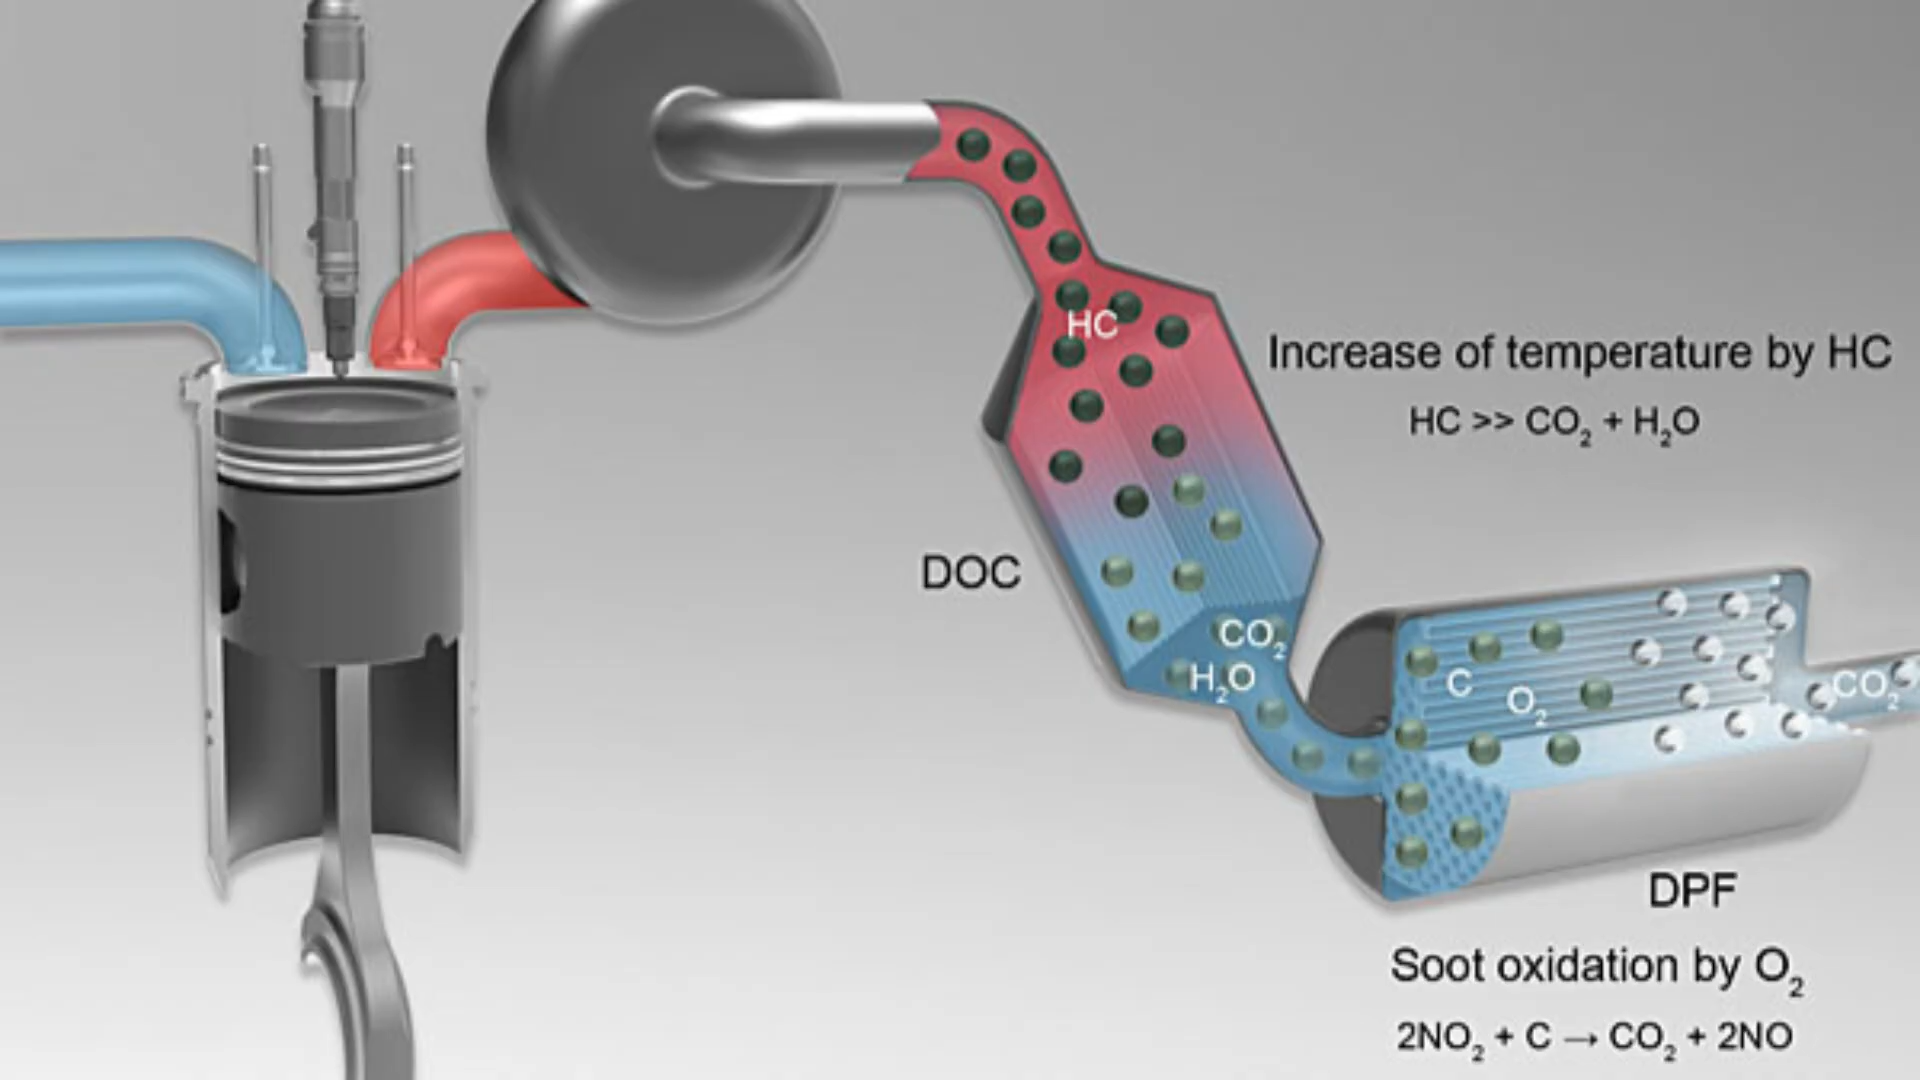 HC
Increase of temperature by HC
HC >> CO₂ + H₂O
DOC
CO₂
H₂O
C
O₂
CO₂
DPF
Soot oxidation by O₂
2NO₂ + C → CO₂ + 2NO